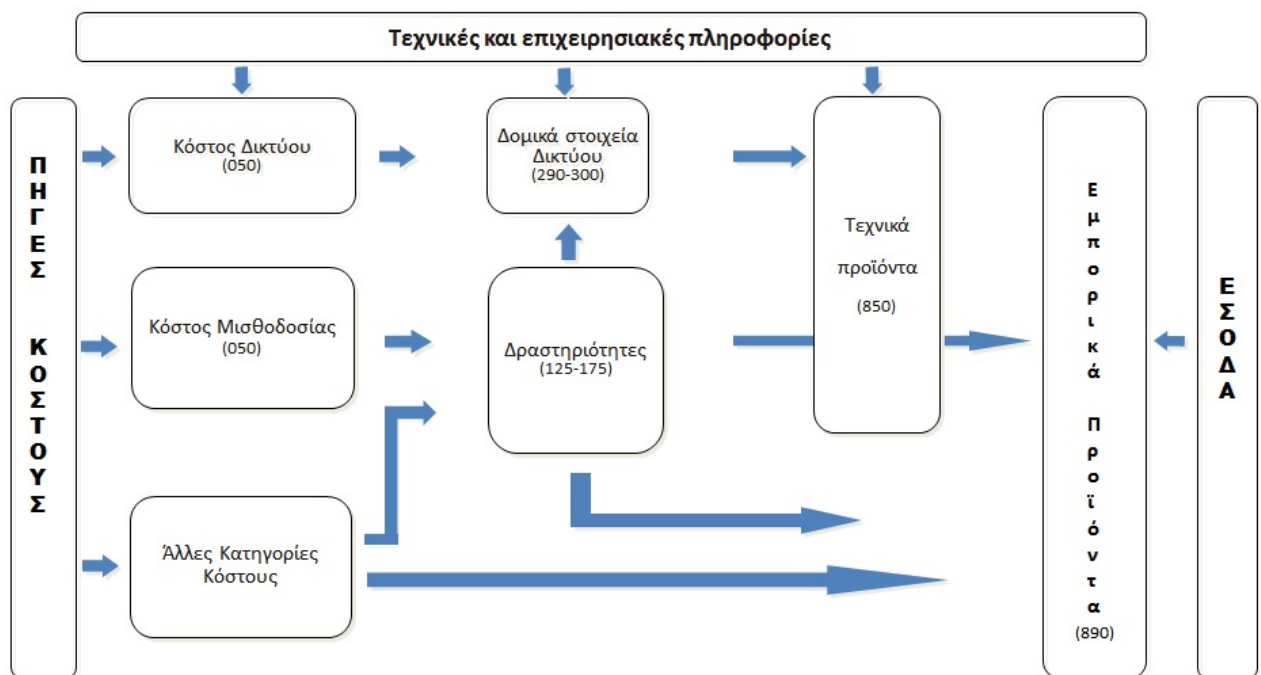 Τεχνικές και επιχειρησιακές πληροφορίες
ΠΗΓΕΣ ΚΟΣΤΟΥΣ
Κόστος Δικτύου
(050)
Δομικά στοιχεία
Δικτύου
(290-300)
Τεχνικά
προϊόντα
(850)
Κόστος Μισθοδοσίας
(050)
Δραστηριότητες
(125-175)
Άλλες Κατηγορίες
Κόστους
Εμπορικά Προϊόντα
(890)
ΕΣΟΔΑ